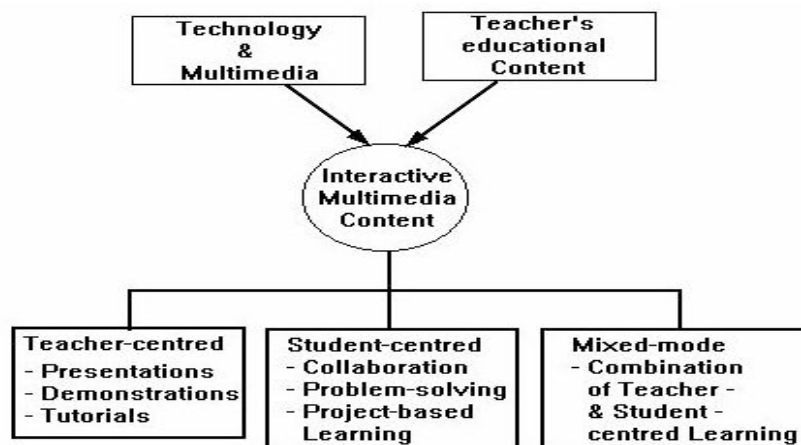 Technology
&
Multimedia
Teacher's
educational
Content
Interactive
Multimedia
Content
Teacher-centred
- Presentations
- Demonstrations
- Tutorials
Student-centred
- Collaboration
- Problem-solving
- Project-based
Learning
Mixed-mode
- Combination
of Teacher -
& Student -
centred Learning